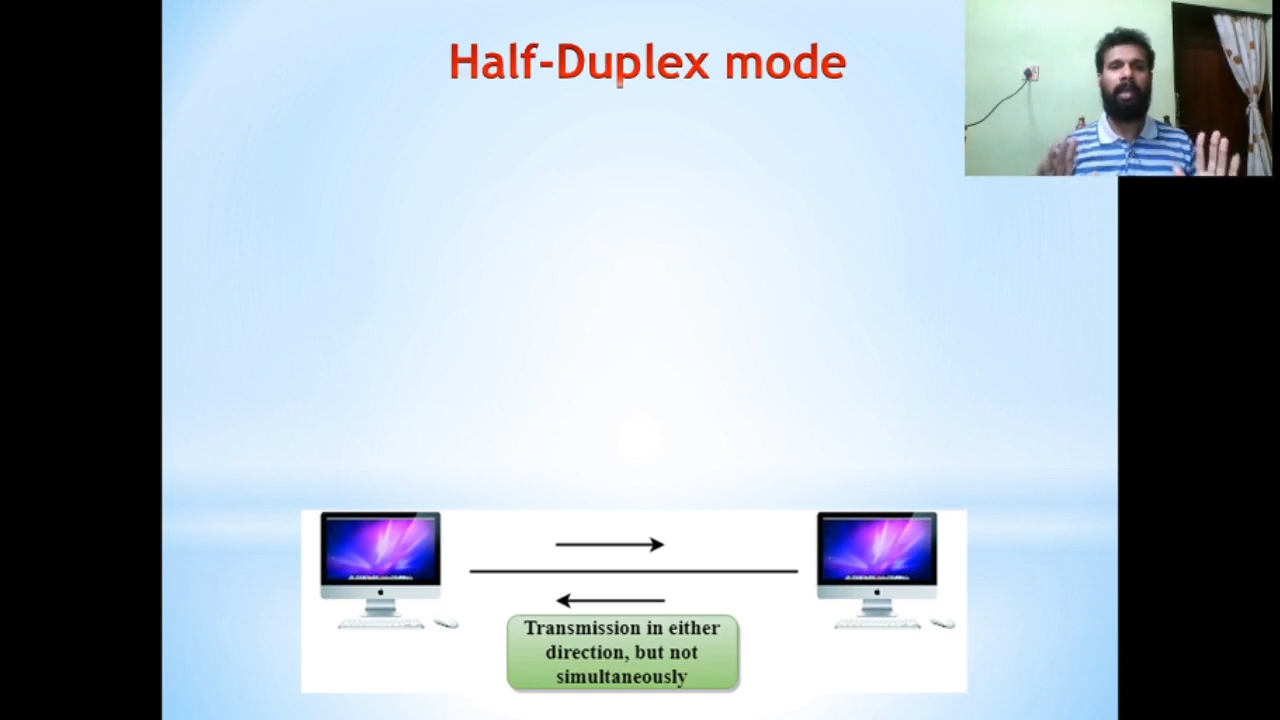 Half-Duplex mode
Transmission in either
direction, but not
simultaneously